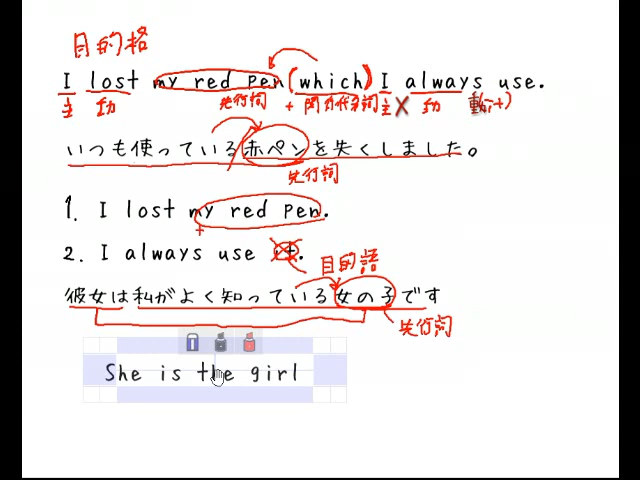 目的格
I lost my red pen (which) I always use.
主 動 先行詞 + 関係代名詞 主 X 動
いつも使っている赤ペンを失くしました。
先行詞
1. I lost my red pen.
+
2. I always use it.
目的語
彼女は私がよく知っている女の子です
先行詞
She is the girl